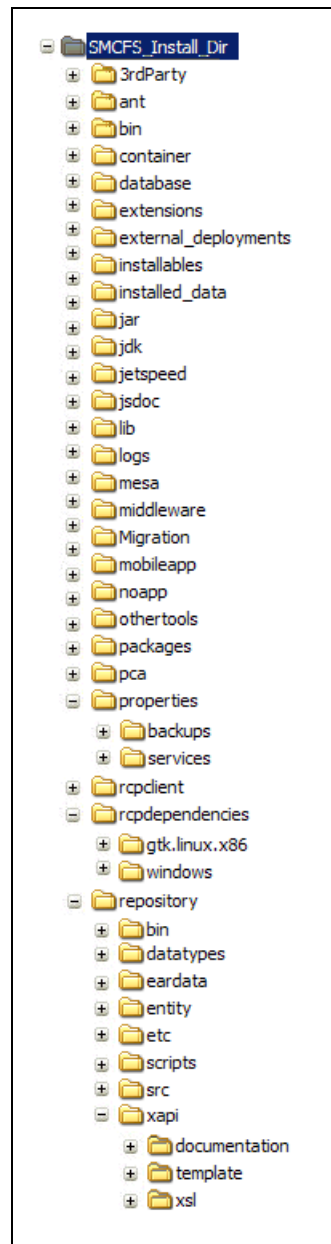 SMCFS_Install_Dir
3rdParty
ant
bin
container
database
extensions
external_deployments
installables
installed_data
jar
jdk
jetspeed
jsdoc
lib
logs
mesa
middleware
Migration
mobileapp
noapp
othertools
packages
pca
properties
backups
services
rcpclient
rcpdependencies
gtk.linux.x86
windows
repository
bin
datatypes
eardata
entity
etc
scripts
src
xapi
documentation
template
xsl